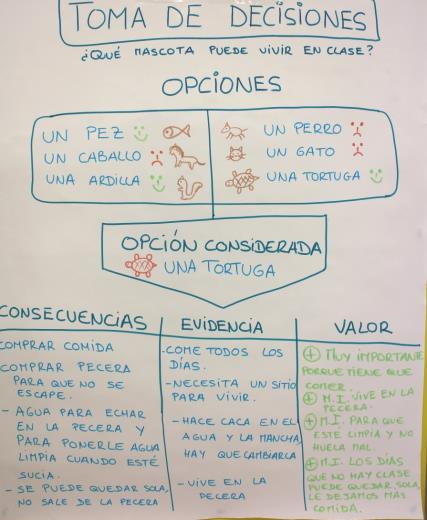 TOMA DE DECISIONES
¿QUÉ MASCOTA PUEDE VIVIR EN CLASE?
OPCIONES
UN PEZ
UN CABALLO
UNA ARDILLA
UN PERRO
UN GATO
UNA TORTUGA
OPCIÓN CONSIDERADA
UNA TORTUGA
CONSECUENCIAS
COMPRAR COMIDA
COMPRAR PECERA
PARA QUE NO SE
ESCAPE.
- AGUA PARA ECHAR
EN LA PECERA Y
PARA PONERLE AGUA
LIMPIA CUANDO ESTÉ
SUCIA.
- SE PUEDE QUEDAR SOLA,
NO SALE DE LA PECERA
EVIDENCIA
- COME TODOS LOS
DÍAS.
- NECESITA UN SITIO
PARA VIVIR.
- HACE CACA EN EL
AGUA Y LA MANCHA,
HAY QUE CAMBIARLA
- VIVE EN LA
PECERA
VALOR
+ MUY IMPORTANTE
PORQUE TIENE QUE
COMER.
+ M.I. VIVE EN LA
PECERA.
+ M.I. PARA QUE
ESTÉ LIMPIA Y NO
HUELA MAL.
+ M.I. LOS DÍAS
QUE NO HAY CLASE
PUEDE QUEDAR SOLA,
LE DEJAMOS MÁS
COMIDA.